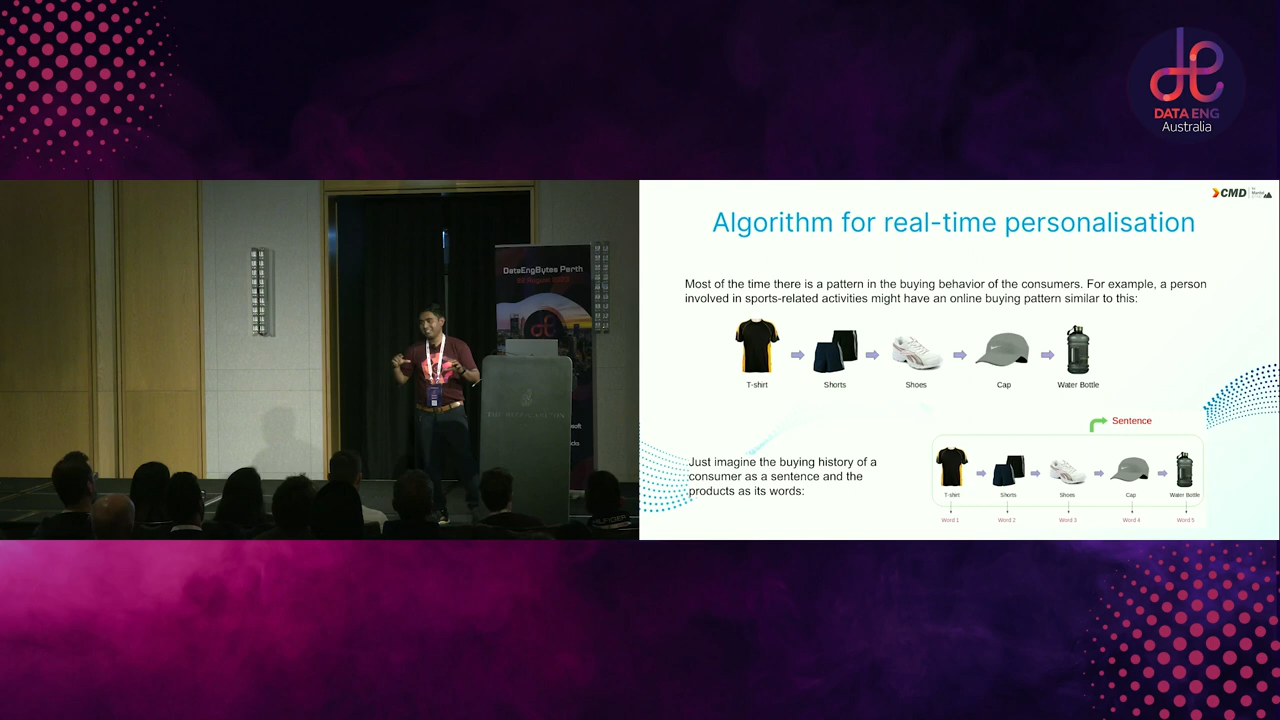 DATA ENG
Australia
DataEngBytes Perth
CMD
Algorithm for real-time personalisation
Most of the time there is a pattern in the buying behavior of the consumers. For example, a person
involved in sports-related activities might have an online buying pattern similar to this:
T-shirt
Shorts
Shoes
Cap
Water Bottle
Sentence
Just imagine the buying history of a
consumer as a sentence and the
products as its words:
T-shirt
Shorts
Shoes
Cap
Water Bottle
Word 1
Word 2
Word 3
Word 4
Word 5